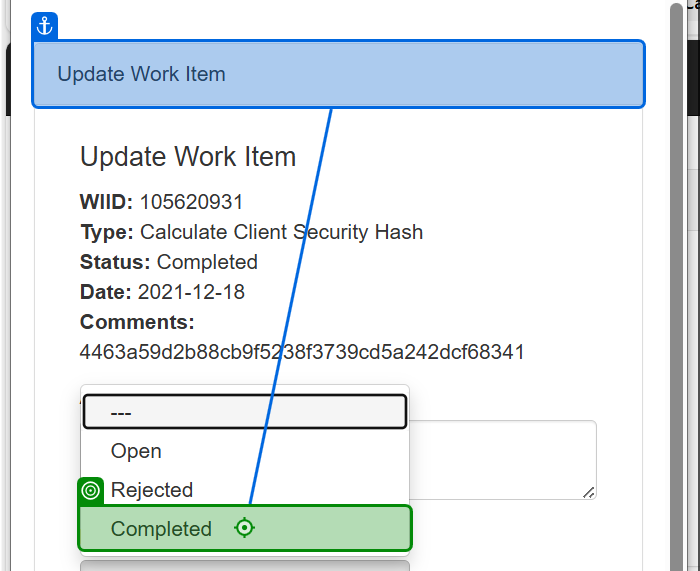 Update Work Item
Update Work Item
WIID: 105620931
Type: Calculate Client Security Hash
Status: Completed
Date: 2021-12-18
Comments:
4463a59d2b88cb9f5238f3739cd5a242dcf68341
---
Open
Rejected
Completed